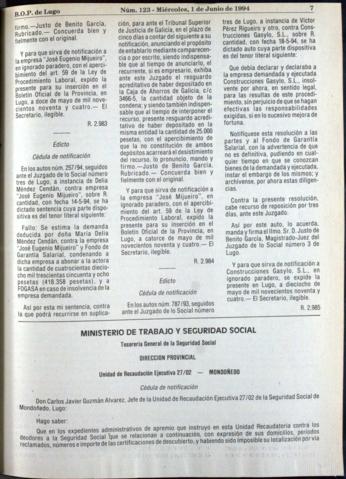 B.O.P. de Lugo
Núm. 123 - Miércoles, 1 de Junio de 1994
7
firmo.—Justo de Benito García,
Rubricado.— Concuerda bien y
fielmente con el original.
Y para que sirva de notificación a
la empresa "José Eugenio Mijueiro",
en ignorado paradero, con el aperci-
bimiento del art. 59 de la Ley de
Procedimiento Laboral, expido la
presente para su inserción en el
Boletín Oficial de la Provincia, en
Lugo, a doce de mayo de mil nove-
cientos noventa y cuatro.— El
Secretario, ilegible.
R. 2.983
Edicto
Cédula de notificación
En los autos núm. 257/94, seguidos
ante el Juzgado de lo Social número
tres de Lugo, a instancia de Delia
Méndez Cendán, contra empresa
"José Eugenio Mijueiro", sobre R.
cantidad, con fecha 14-5-94, se ha
dictado sentencia cuya parte dispo-
sitiva es del tenor literal siguiente:
Fallo: Se estima la demanda
deducida por doña María Delia
Méndez Cendán, contra la empresa
"José Eugenio Mijueiro" y Fondo de
Garantía Salarial, condenando a
dicha empresa a abonar a la actora
la cantidad de cuatrocientas diecio-
cho mil trescientas cincuenta y ocho
pesetas (418.358 pesetas), y a
FOGASA en caso de insolvencia de la
empresa demandada.
Así por esta mi sentencia, contra
la que podrá recurrirse en suplica-
ción, para ante el Tribunal Superior
de Justicia de Galicia, en el plazo de
cinco días a contar del siguiente a su
notificación, anunciando el propósito
de entablarlo mediante comparecen-
cia o por escrito, siendo indispensa-
ble que al tiempo de anunciarlo, el
recurrente, si es empresario, exhiba
ante este Juzgado el resguardo
acreditativo de haber depositado en
la Caja de Ahorros de Galicia, c/c
3466-5, la cantidad objeto de la
condena; y siendo también indispen-
sable que al tiempo de interponer el
recurso, presente resguardo acredi-
tativo de haber depositado en la
misma entidad la cantidad de 25.000
pesetas, con el apercibimiento de
que la no constitución de ambos
depósitos acarreará el desistimiento
del recurso, lo pronuncio, mando y
firmo.—Justo de Benito García,
Rubricado.— Concuerda bien y
fielmente con el original.
Y para que sirva de notificación a
la empresa "José Mijueiro", en
ignorado paradero, con el aperci-
bimiento del art. 59 de la Ley de
Procedimiento Laboral, expido la
presente para su inserción en el
Boletín Oficial de la Provincia, en
Lugo, a catorce de mayo de mil
novecientos noventa y cuatro.— El
Secretario, ilegible.
R. 2.984
Edicto
Cédula de notificación
En los autos núm. 787/93, seguidos
ante el Juzgado de lo Social número
tres de Lugo, a instancia de Víctor
Pérez Rigueiro y otro, contra Cons-
trucciones Gasylo, S.L., sobre R.
cantidad, con fecha 18-5-94, se ha
dictado auto cuya parte dispositiva
es del tenor literal siguiente:
Que debía declarar y declaraba a
la empresa demandada y ejecutada
Construcciones Gasylo, S.L., insol-
vente por ahora, en sentido legal,
para las resultas de este procedi-
miento, sin perjuicio de que se hagan
efectivas las responsabilidades
exigidas, si en lo sucesivo mejora de
fortuna.
Notifíquese esta resolución a las
partes y al Fondo de Garantía
Salarial, con la advertencia de que
no es definitiva, pudiendo en cual-
quier tiempo en que se conozcan
bienes de la demandada y ejecutada,
instar el embargo de los mismos; y
archívense, por ahora estas diligen-
cias.
Contra la presente resolución,
cabe recurso de reposición por tres
días, ante este Juzgado.
Así por este auto, lo acuerda,
manda y firma el Iltmo. Sr. D. Justo de
Benito García, Magistrado-Juez del
Juzgado de lo Social número 3 de
Lugo.
Y para que sirva de notificación a
Construcciones Gasylo, S.L., en
ignorado paradero, se expide la
presente en Lugo, a dieciocho de
mayo de mil novecientos noventa y
cuatro.— El Secretario, ilegible.
R. 2.985
MINISTERIO DE TRABAJO Y SEGURIDAD SOCIAL
Tesorería General de la Seguridad Social
DIRECCION PROVINCIAL
Unidad de Recaudación Ejecutiva 27/02 — MONDOÑEDO
Cédula de notificación
Don Carlos Javier Guzmán Alvarez, Jefe de la Unidad de Recaudación Ejecutiva 27/02 de la Seguridad Social de
Mondoñedo, Lugo:
Hago saber:
Que en los expedientes administrativos de apremio que instruyo en esta Unidad Recaudatoria contra los
deudores a la Seguridad Social que se relacionan a continuación, con expresión de sus domicilios, períodos
reclamados, números e importe de las certificaciones de descubierto, y habiendo sido imposible su localización por vía